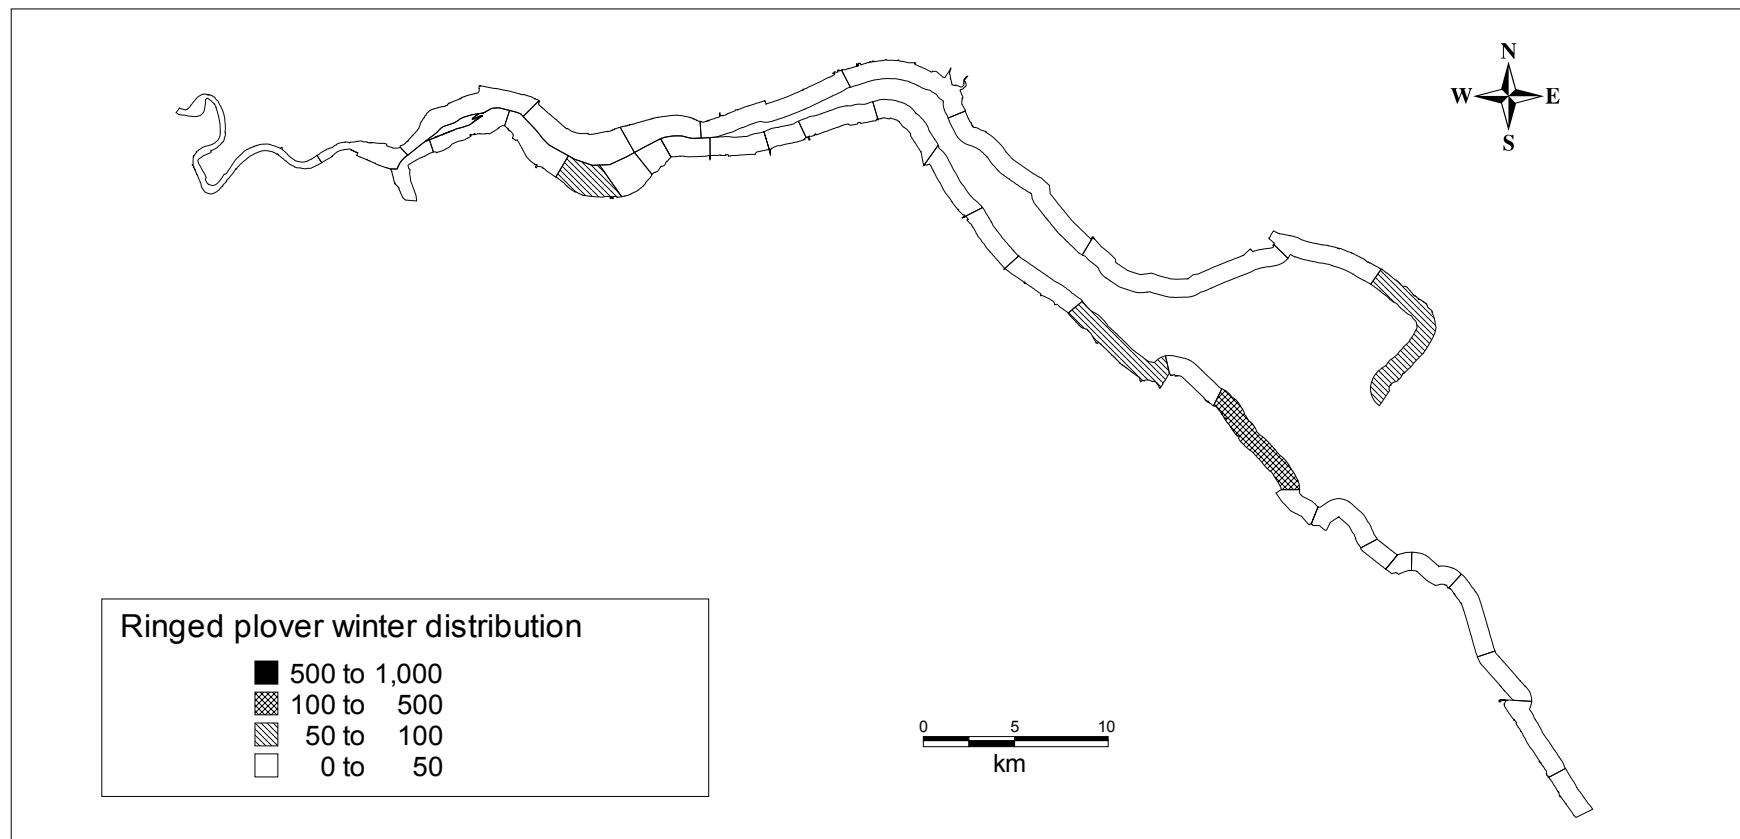 N
W E
S
Ringed plover winter distribution
500 to 1,000
100 to 500
50 to 100
0 to 50
0 5 10
km